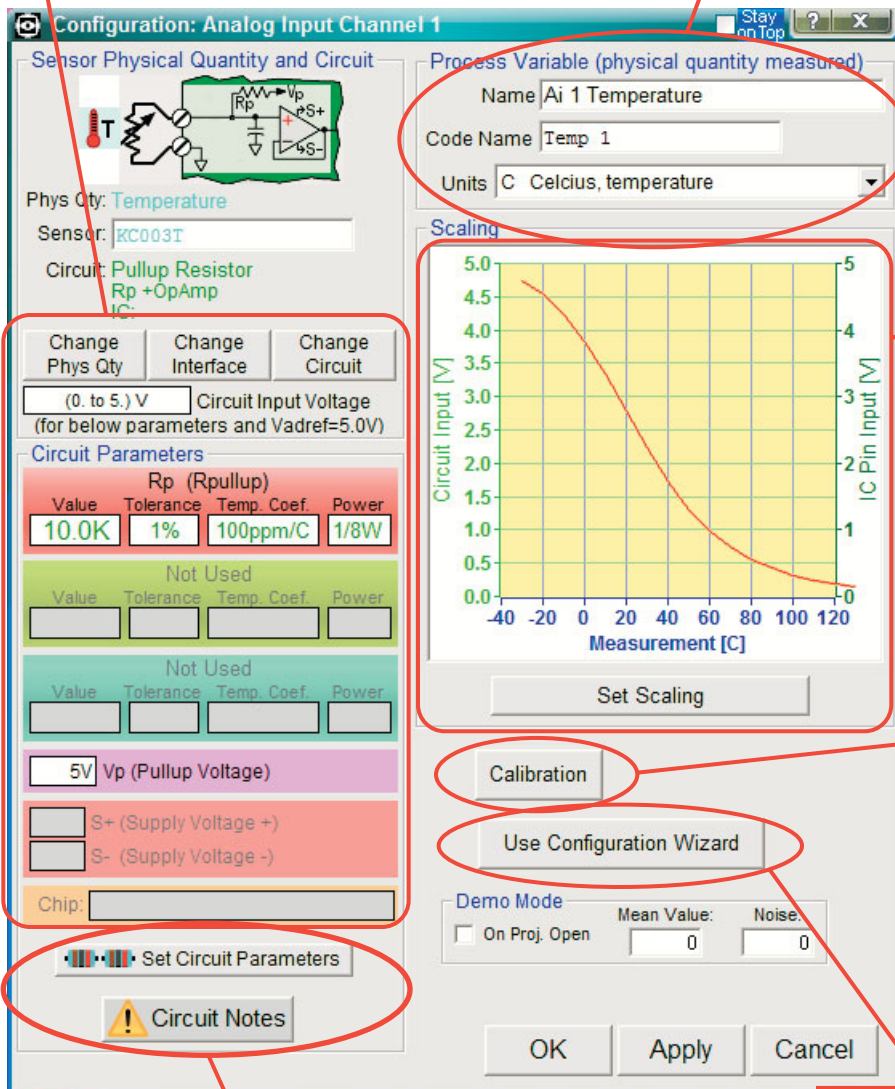 Configuration: Analog Input Channel 1
Stay
on Top
?
X
Sensor Physical Quantity and Circuit
T
Rp
Vp
S+
S-
Phys Qty: Temperature
Sensor: KC003T
Circuit: Pullup Resistor
Rp +OpAmp
IC:
Change
Phys Qty
Change
Interface
Change
Circuit
(0. to 5.) V
Circuit Input Voltage
(for below parameters and Vadref=5.0V)
Circuit Parameters
Rp (Rpullup)
Value Tolerance Temp. Coef. Power
10.0K 1% 100ppm/C 1/8W
Not Used
Value Tolerance Temp. Coef. Power
Not Used
Value Tolerance Temp. Coef. Power
5V Vp (Pullup Voltage)
S+ (Supply Voltage +)
S- (Supply Voltage -)
Chip:
Set Circuit Parameters
Circuit Notes
Process Variable (physical quantity measured)
Name Ai 1 Temperature
Code Name Temp 1
Units C Celcius, temperature
Scaling
Circuit Input [V]
5.0
4.5
4.0
3.5
3.0
2.5
2.0
1.5
1.0
0.5
0.0
5
4
3
2
1
0
IC Pin Input [V]
-40 -20 0 20 40 60 80 100 120
Measurement [C]
Set Scaling
Calibration
Use Configuration Wizard
Demo Mode
On Proj. Open
Mean Value:
0
Noise:
0
OK
Apply
Cancel